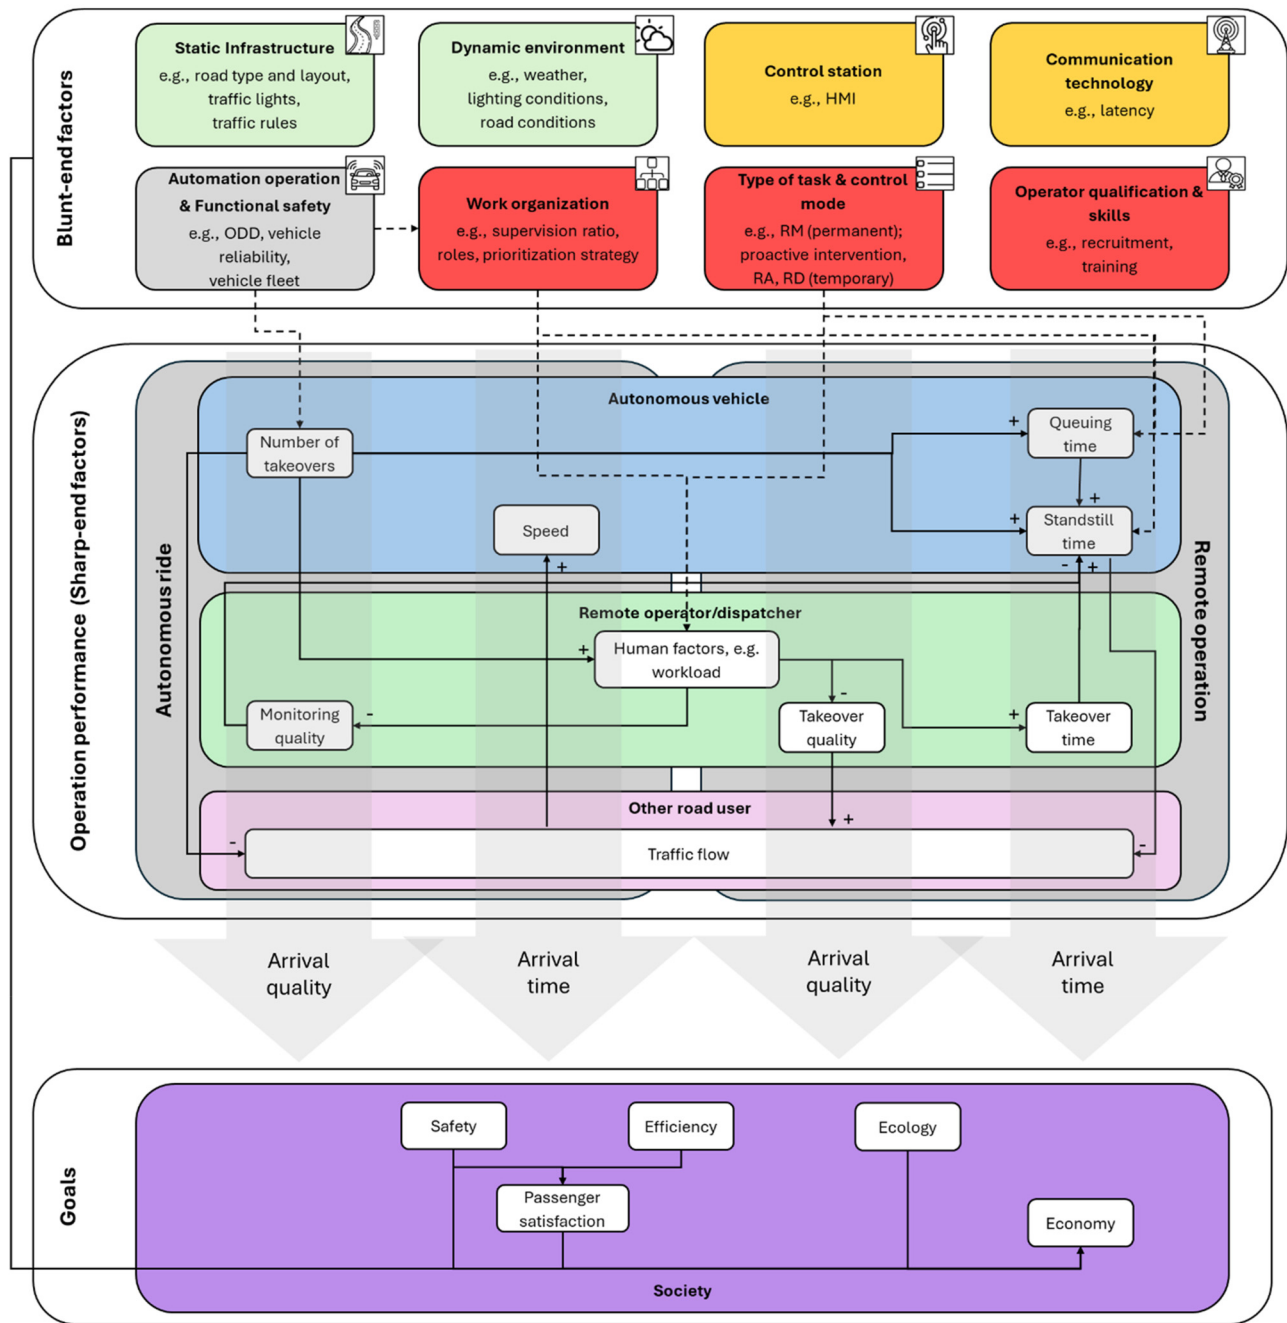 Blunt-end factors
Static Infrastructure
e.g., road type and layout,
traffic lights,
traffic rules
Dynamic environment
e.g., weather,
lighting conditions,
road conditions
Control station
e.g., HMI
Communication
technology
e.g., latency
Automation operation
& Functional safety
e.g., ODD, vehicle
reliability,
vehicle fleet
Work organization
e.g., supervision ratio,
roles, prioritization strategy
Type of task & control
mode
e.g., RM (permanent);
proactive intervention,
RA, RD (temporary)
Operator qualification &
skills
e.g., recruitment,
training
Operation performance (Sharp-end factors)
Autonomous ride
Remote operation
Autonomous vehicle
Number of
takeovers
+
Queuing
time
+
Speed
+
+
Standstill
time
- +
Remote operator/dispatcher
+
Human factors, e.g.
workload
-
Monitoring
quality
-
Takeover
quality
+
Takeover
time
Other road user
+
-
Traffic flow
-
Arrival
quality
Arrival
time
Arrival
quality
Arrival
time
Goals
Safety
Efficiency
Ecology
Passenger
satisfaction
Economy
Society